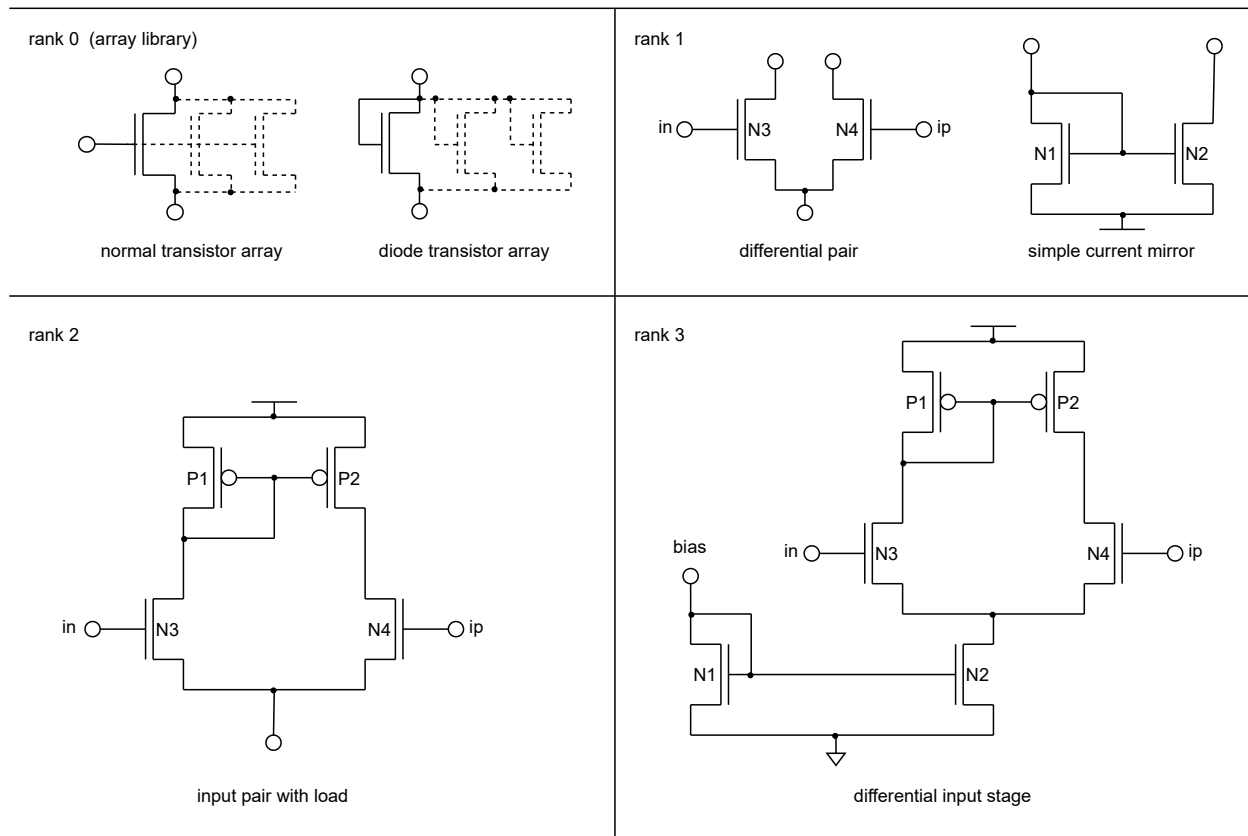 rank 0 (array library)
normal transistor array
diode transistor array
rank 1
in
N3
N4
ip
differential pair
N1
N2
simple current mirror
rank 2
P1
P2
in
N3
N4
ip
input pair with load
rank 3
P1
P2
in
N3
N4
ip
bias
N1
N2
differential input stage